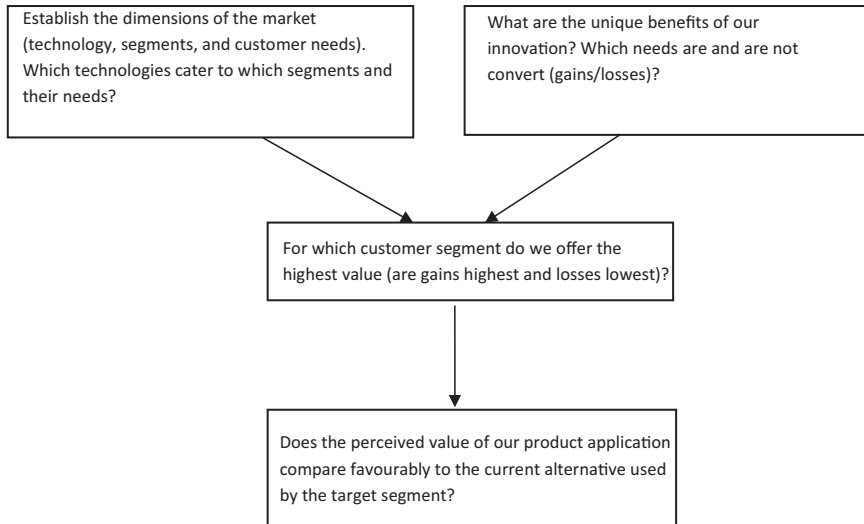 Establish the dimensions of the market
(technology, segments, and customer needs).
Which technologies cater to which segments and
their needs?
What are the unique benefits of our
innovation? Which needs are and are not
convert (gains/losses)?
For which customer segment do we offer the
highest value (are gains highest and losses lowest)?
Does the perceived value of our product application
compare favourably to the current alternative used
by the target segment?